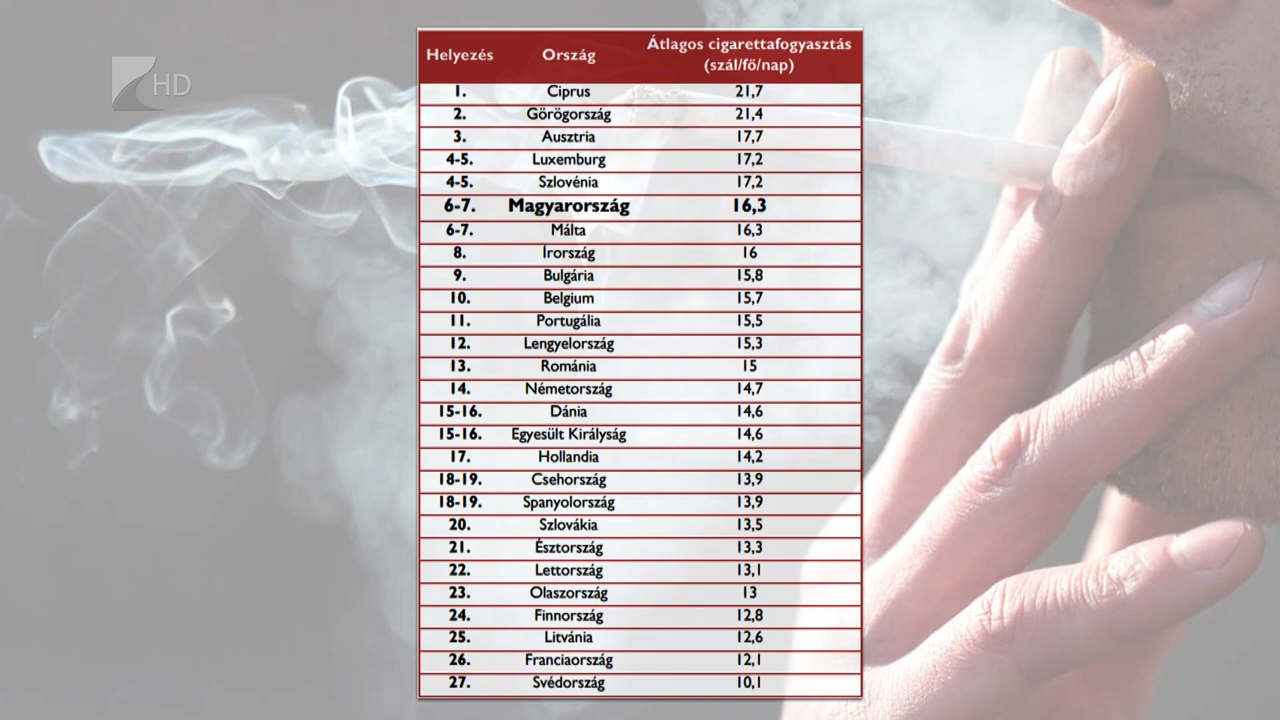 HD
Helyezés Ország Átlagos cigarettafogyasztás
(szál/fő/nap)
1. Ciprus 21,7
2. Görögország 21,4
3. Ausztria 17,7
4-5. Luxemburg 17,2
4-5. Szlovénia 17,2
6-7. Magyarország 16,3
6-7. Málta 16,3
8. Írország 16
9. Bulgária 15,8
10. Belgium 15,7
11. Portugália 15,5
12. Lengyelország 15,3
13. Románia 15
14. Németország 14,7
15-16. Dánia 14,6
15-16. Egyesült Királyság 14,6
17. Hollandia 14,2
18-19. Csehország 13,9
18-19. Spanyolország 13,9
20. Szlovákia 13,5
21. Észtország 13,3
22. Lettország 13,1
23. Olaszország 13
24. Finnország 12,8
25. Litvánia 12,6
26. Franciaország 12,1
27. Svédország 10,1